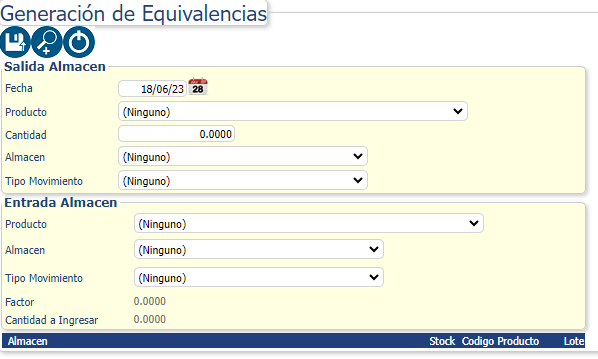 Generación de Equivalencias
Salida Almacen
Fecha 18/06/23 28
Producto (Ninguno)
Cantidad 0.0000
Almacen (Ninguno)
Tipo Movimiento (Ninguno)
Entrada Almacen
Producto (Ninguno)
Almacen (Ninguno)
Tipo Movimiento (Ninguno)
Factor 0.0000
Cantidad a Ingresar 0.0000
Almacen Stock Codigo Producto Lote